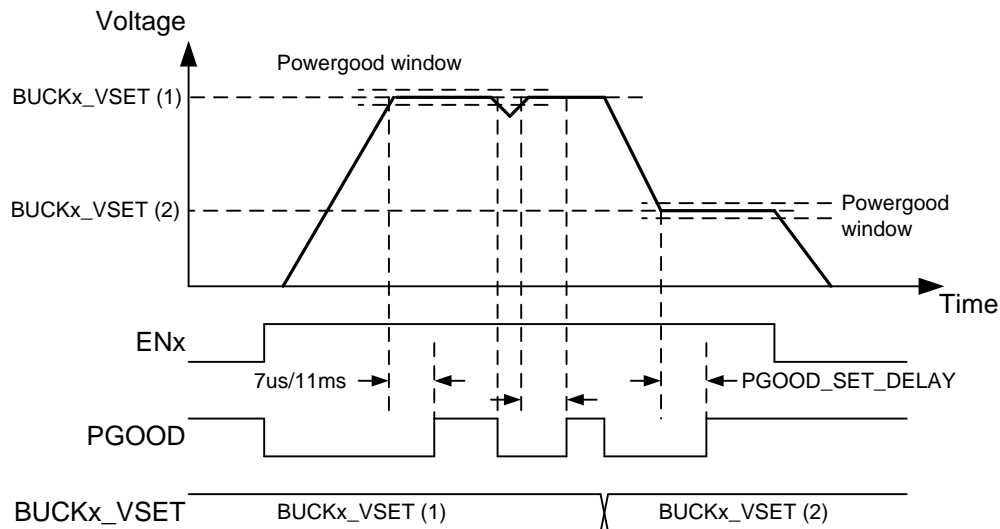 Voltage
Powergood window
BUCKx_VSET (1)
BUCKx_VSET (2)
Powergood
window
Time
ENx
7us/11ms
PGOOD_SET_DELAY
PGOOD
BUCKx_VSET
BUCKx_VSET (1)
BUCKx_VSET (2)